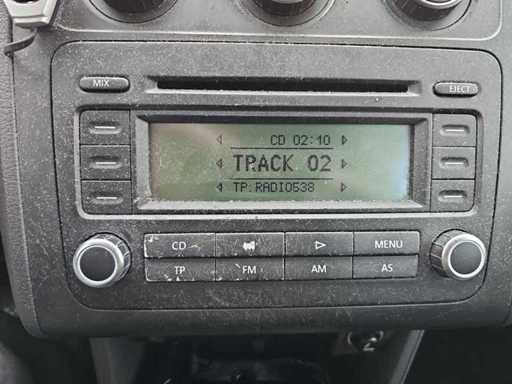 MIX
EJECT
CD 02:10
TRACK 02
TP:RADIO538
CD
MENU
TP
FM
AM
AS